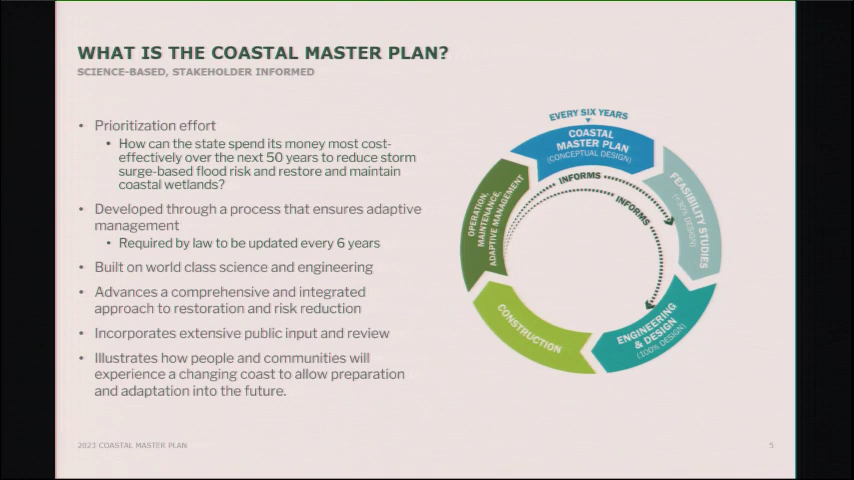 WHAT IS THE COASTAL MASTER PLAN?
SCIENCE-BASED, STAKEHOLDER INFORMED
• Prioritization effort
• How can the state spend its money most cost-
effectively over the next 50 years to reduce storm
surge-based flood risk and restore and maintain
coastal wetlands?
• Developed through a process that ensures adaptive
management
• Required by law to be updated every 6 years
• Built on world class science and engineering
• Advances a comprehensive and integrated
approach to restoration and risk reduction
• Incorporates extensive public input and review
• Illustrates how people and communities will
experience a changing coast to allow preparation
and adaptation into the future.
EVERY SIX YEARS
COASTAL
MASTER PLAN
(CONCEPTUAL DESIGN)
FEASIBILITY STUDIES
(<30% DESIGN)
ENGINEERING
& DESIGN
(100% DESIGN)
CONSTRUCTION
OPERATION,
MAINTENANCE,
ADAPTIVE MANAGEMENT
INFORMS
INFORMS
2023 COASTAL MASTER PLAN
5